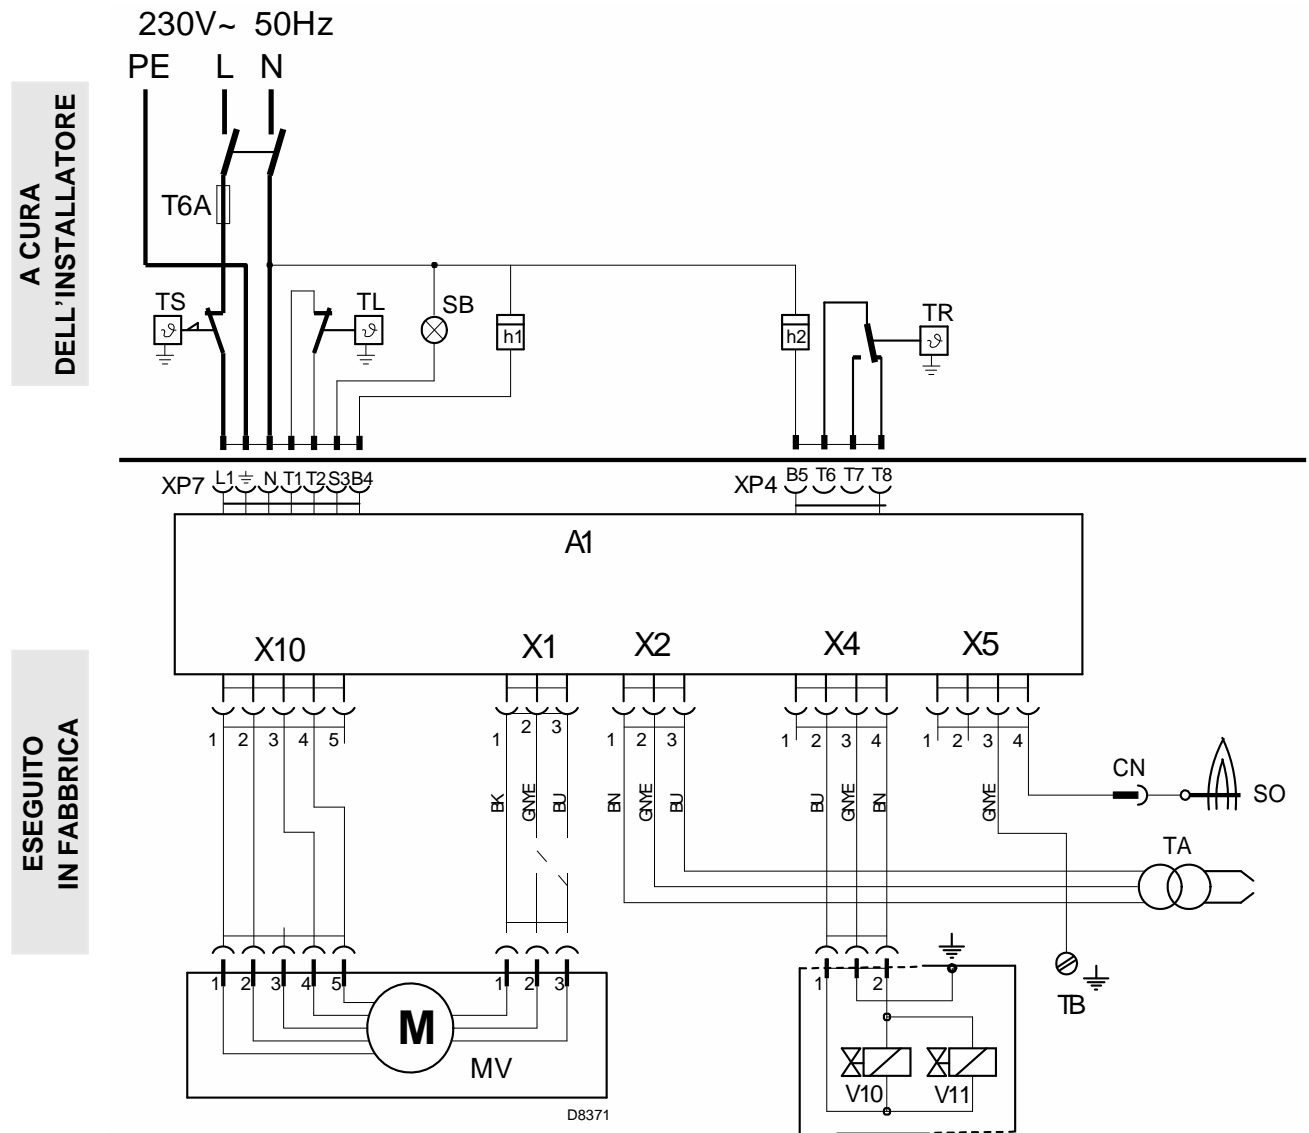 230V~ 50Hz
PE L N
A CURA
DELL'INSTALLATORE
T6A
TS
ϑ
TL
ϑ
SB
h1
h2
TR
ϑ
XP7
L1 N T1 T2 S3 B4
XP4
B5 T6 T7 T8
A1
X10 X1 X2 X4 X5
ESEGUITO
IN FABBRICA
1 2 3 4 5
1 2 3
1 2 3
1 2 3 4
1 2 3 4
BK GNYE BU
BN GNYE BU
BU GNYE BN
GNYE
CN
SO
TA
TB
1 2 3 4 5
1 2 3
M
MV
1 2
V10 V11
D8371